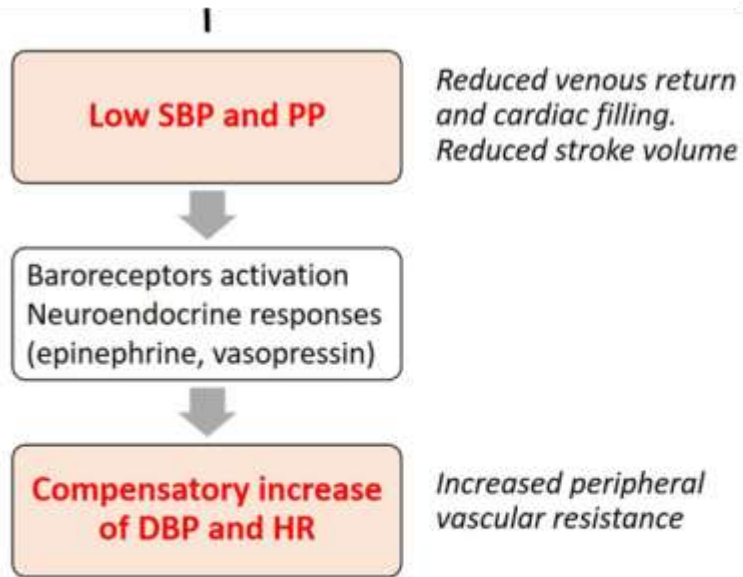 Low SBP and PP
Reduced venous return
and cardiac filling.
Reduced stroke volume
Baroreceptors activation
Neuroendocrine responses
(epinephrine, vasopressin)
Compensatory increase
of DBP and HR
Increased peripheral
vascular resistance